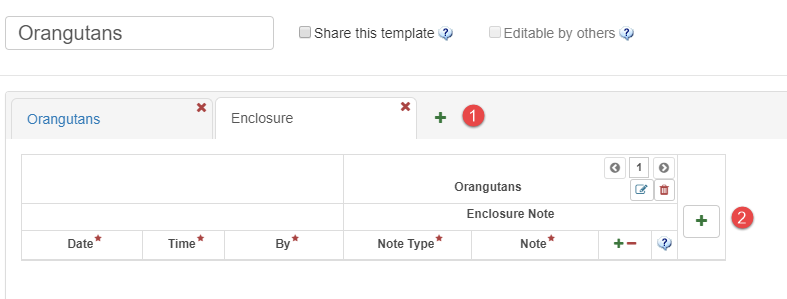 Orangutans
Share this template ?
Editable by others ?
Orangutans
Enclosure
1
1
Orangutans
Enclosure Note
2
Date* Time* By* Note Type* Note* ?